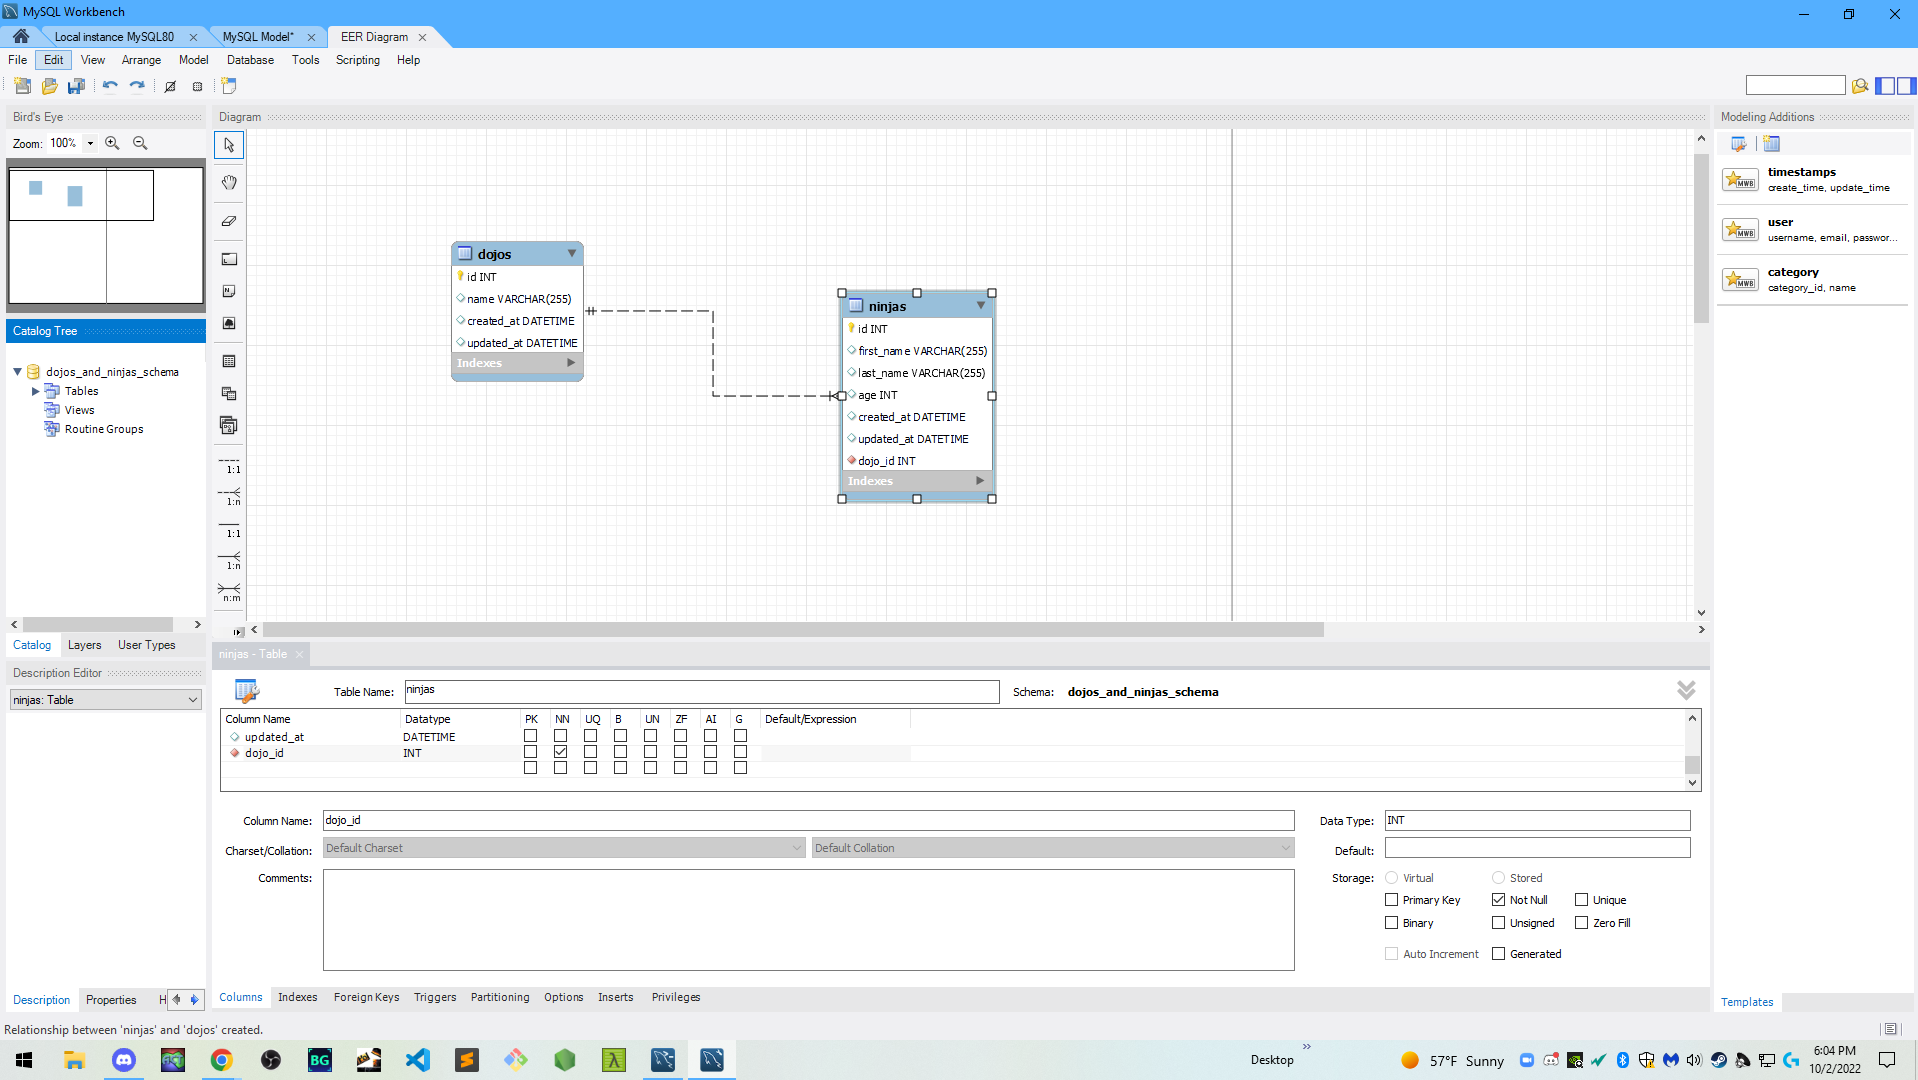 MySQL Workbench
Local instance MySQL80
MySQL Model*
EER Diagram
File Edit View Arrange Model Database Tools Scripting Help
Bird's Eye
Zoom: 100%
Catalog Tree
dojos_and_ninjas_schema
Tables
Views
Routine Groups
Catalog Layers User Types
Description Editor
ninjas: Table
Description Properties H
Diagram
1:1
1:n
1:1
1:n
n:m
dojos
id INT
name VARCHAR(255)
created_at DATETIME
updated_at DATETIME
Indexes
ninjas
id INT
first_name VARCHAR(255)
last_name VARCHAR(255)
age INT
created_at DATETIME
updated_at DATETIME
dojo_id INT
Indexes
Modeling Additions
MWB
timestamps
create_time, update_time
MWB
user
username, email, passwor...
MWB
category
category_id, name
Templates
ninjas - Table
Table Name: ninjas Schema: dojos_and_ninjas_schema
Column Name Datatype PK NN UQ B UN ZF AI G Default/Expression
updated_at DATETIME
dojo_id INT
Column Name: dojo_id Data Type: INT
Charset/Collation: Default Charset Default Collation Default:
Comments: Storage: Virtual Stored
Primary Key Not Null Unique
Binary Unsigned Zero Fill
Auto Increment Generated
Columns Indexes Foreign Keys Triggers Partitioning Options Inserts Privileges
Relationship between 'ninjas' and 'dojos' created.
BG
Desktop
57°F Sunny
6:04 PM
10/2/2022